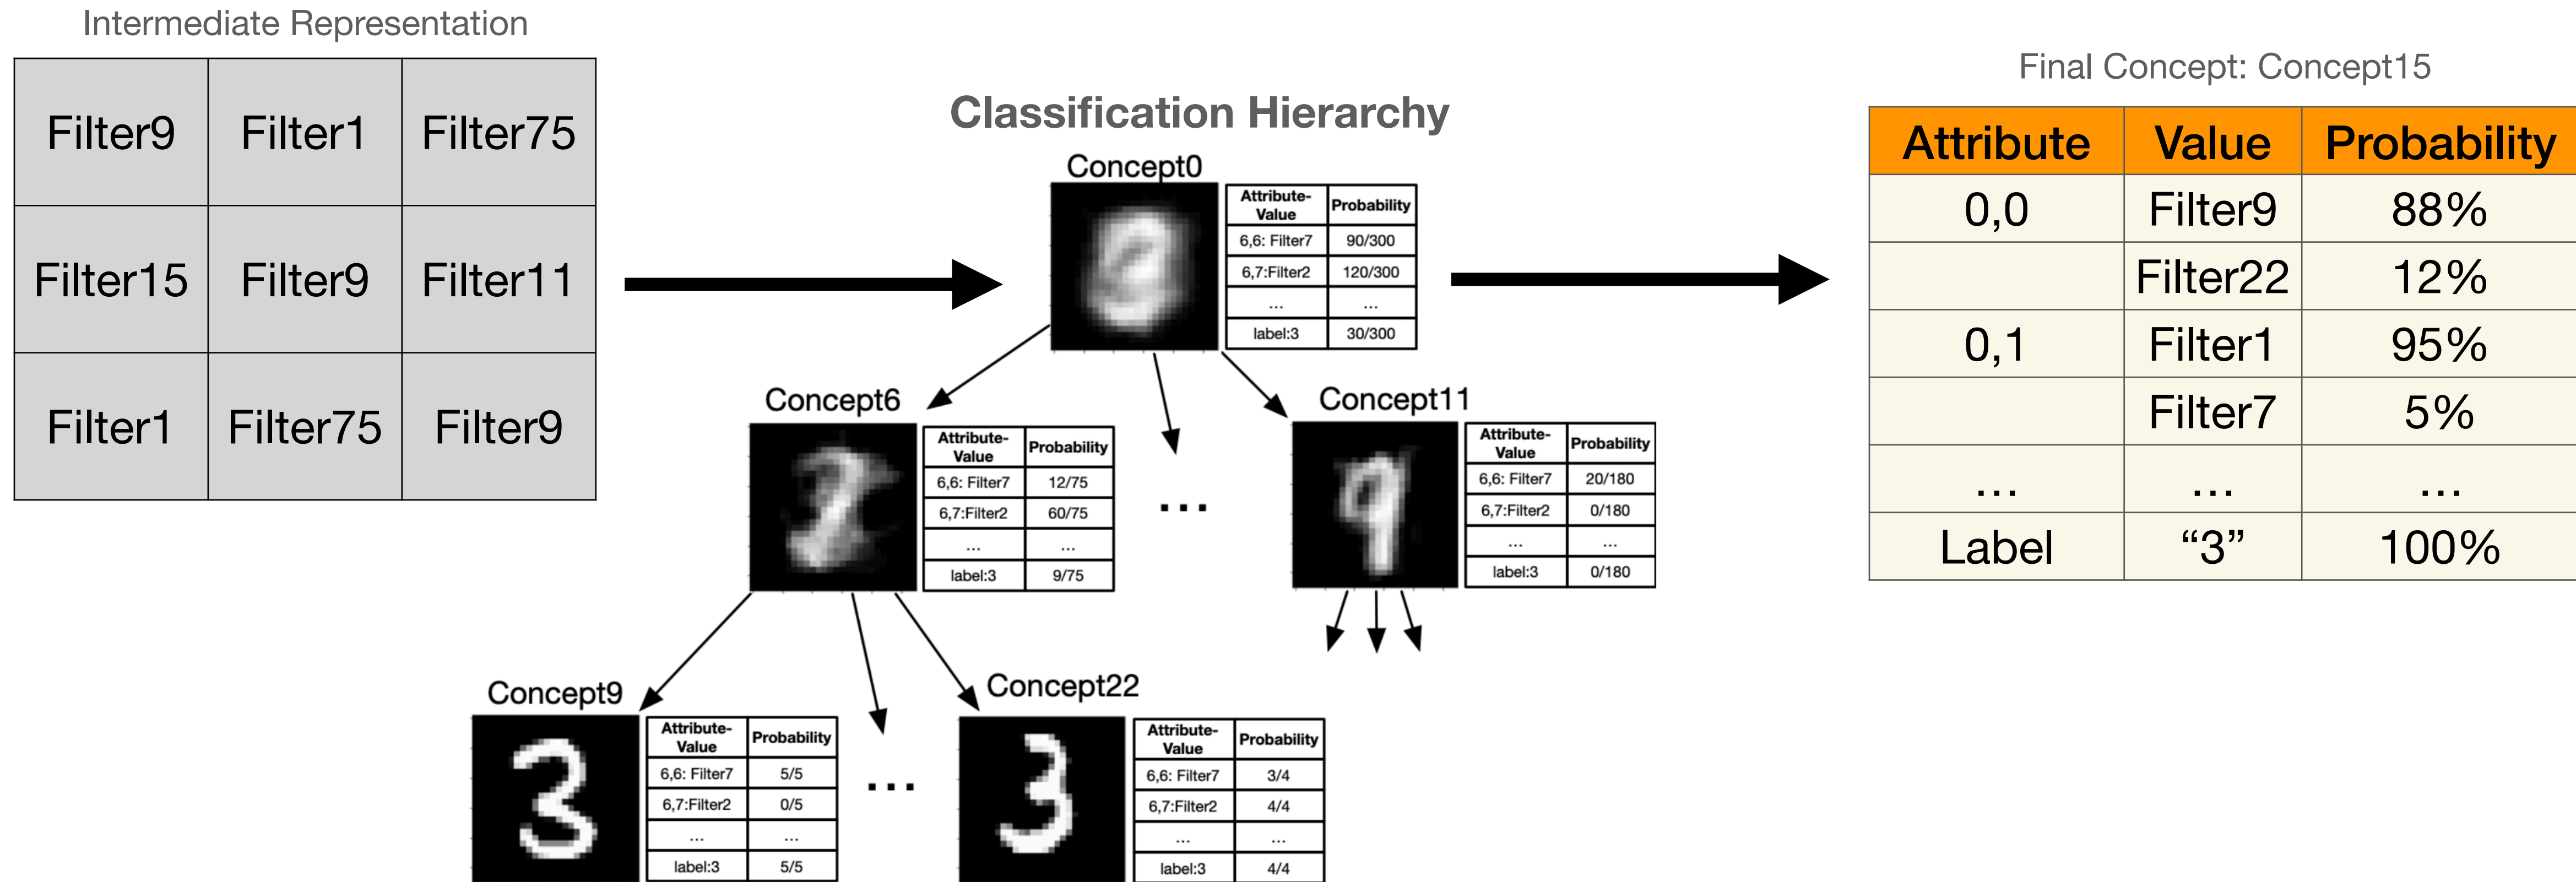 Intermediate Representation
Filter9 Filter1 Filter75
Filter15 Filter9 Filter11
Filter1 Filter75 Filter9
Classification Hierarchy
Concept0
Attribute-
Value Probability
6,6: Filter7 90/300
6,7:Filter2 120/300
... ...
label:3 30/300
Concept6
Attribute-
Value Probability
6,6: Filter7 12/75
6,7:Filter2 60/75
... ...
label:3 9/75
...
Concept11
Attribute-
Value Probability
6,6: Filter7 20/180
6,7:Filter2 0/180
... ...
label:3 0/180
Concept9
Attribute-
Value Probability
6,6: Filter7 5/5
6,7:Filter2 0/5
... ...
label:3 5/5
...
Concept22
Attribute-
Value Probability
6,6: Filter7 3/4
6,7:Filter2 4/4
... ...
label:3 4/4
Final Concept: Concept15
Attribute Value Probability
0,0 Filter9 88%
Filter22 12%
0,1 Filter1 95%
Filter7 5%
... ... ...
Label “3” 100%